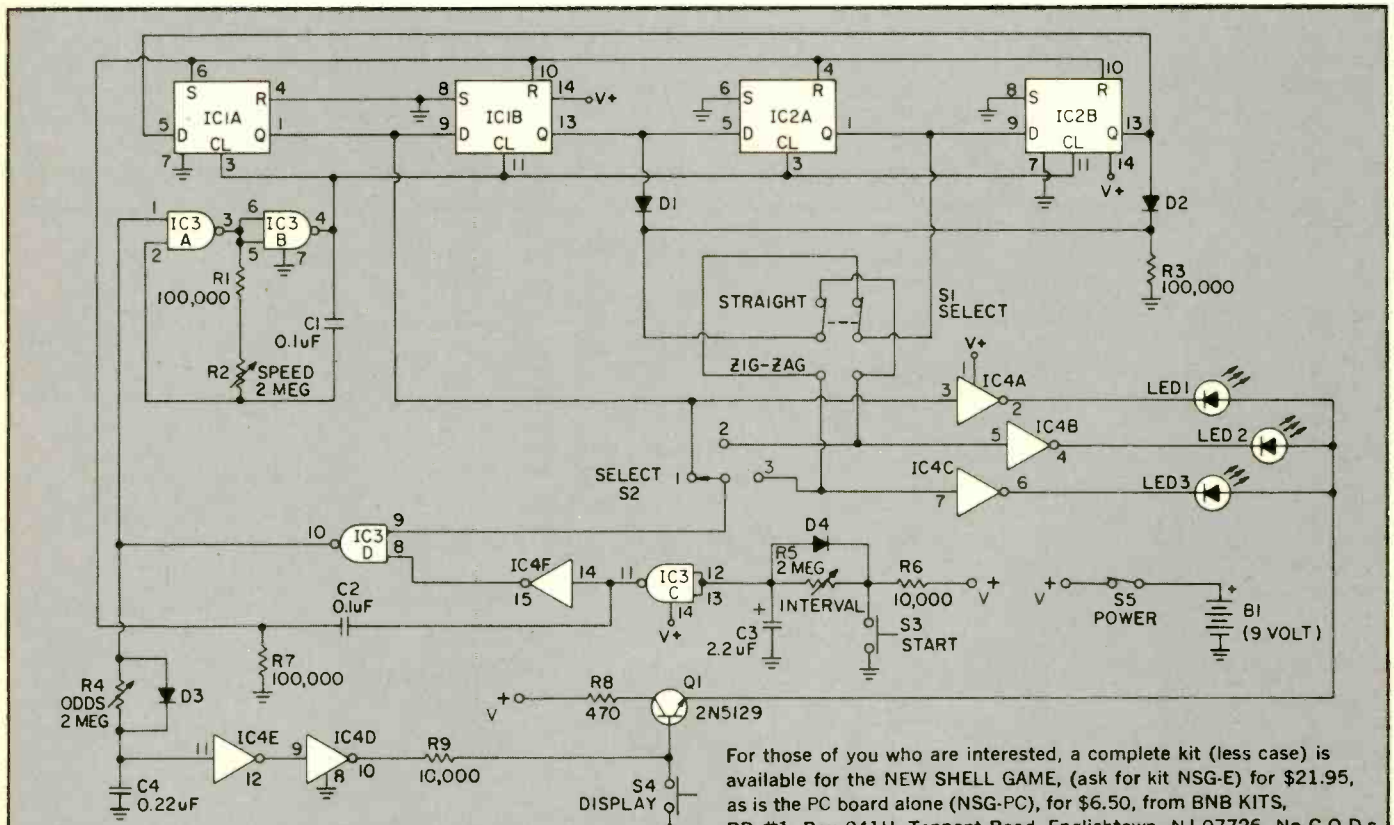 6 4 8 10 14 V+ 6 4 8 10
S R S R S R S R
IC1A IC1B IC2A IC2B
5 D Q 1 9 D Q 13 5 D Q 1 9 D Q 13
CL CL CL CL
7 3 11 3 7 11 14
V+
D1 D2
1 IC3 A 3 6 IC3 B 4
2 5 7
R1
100,000
C1
0.1uF
R2 SPEED
2 MEG
R3
100,000
STRAIGHT
S1
SELECT
ZIG-ZAG
V+
1
3 IC4A 2 LED1
2 5 IC4B 4 LED 2
SELECT
S2
1 3
7 IC4C 6 LED3
10 IC3 D 9
8
IC4F
15 14
11 IC3 C 12
13
14
V+
D4
R5
2 MEG
INTERVAL
R6
10,000
V+
C3
+
2.2uF
S3
START
V+
S5
POWER
+
B1
(9 VOLT)
C2
0.1uF
R7
100,000
R4
ODDS
2 MEG
D3
V+
R8
470
Q1
2N5129
11 IC4E 12 9 IC4D 10
8
R9
10,000
C4
0.22uF
S4
DISPLAY
For those of you who are interested, a complete kit (less case) is
available for the NEW SHELL GAME, (ask for kit NSG-E) for $21.95,
as is the PC board alone (NSG-PC), for $6.50, from BNB KITS,